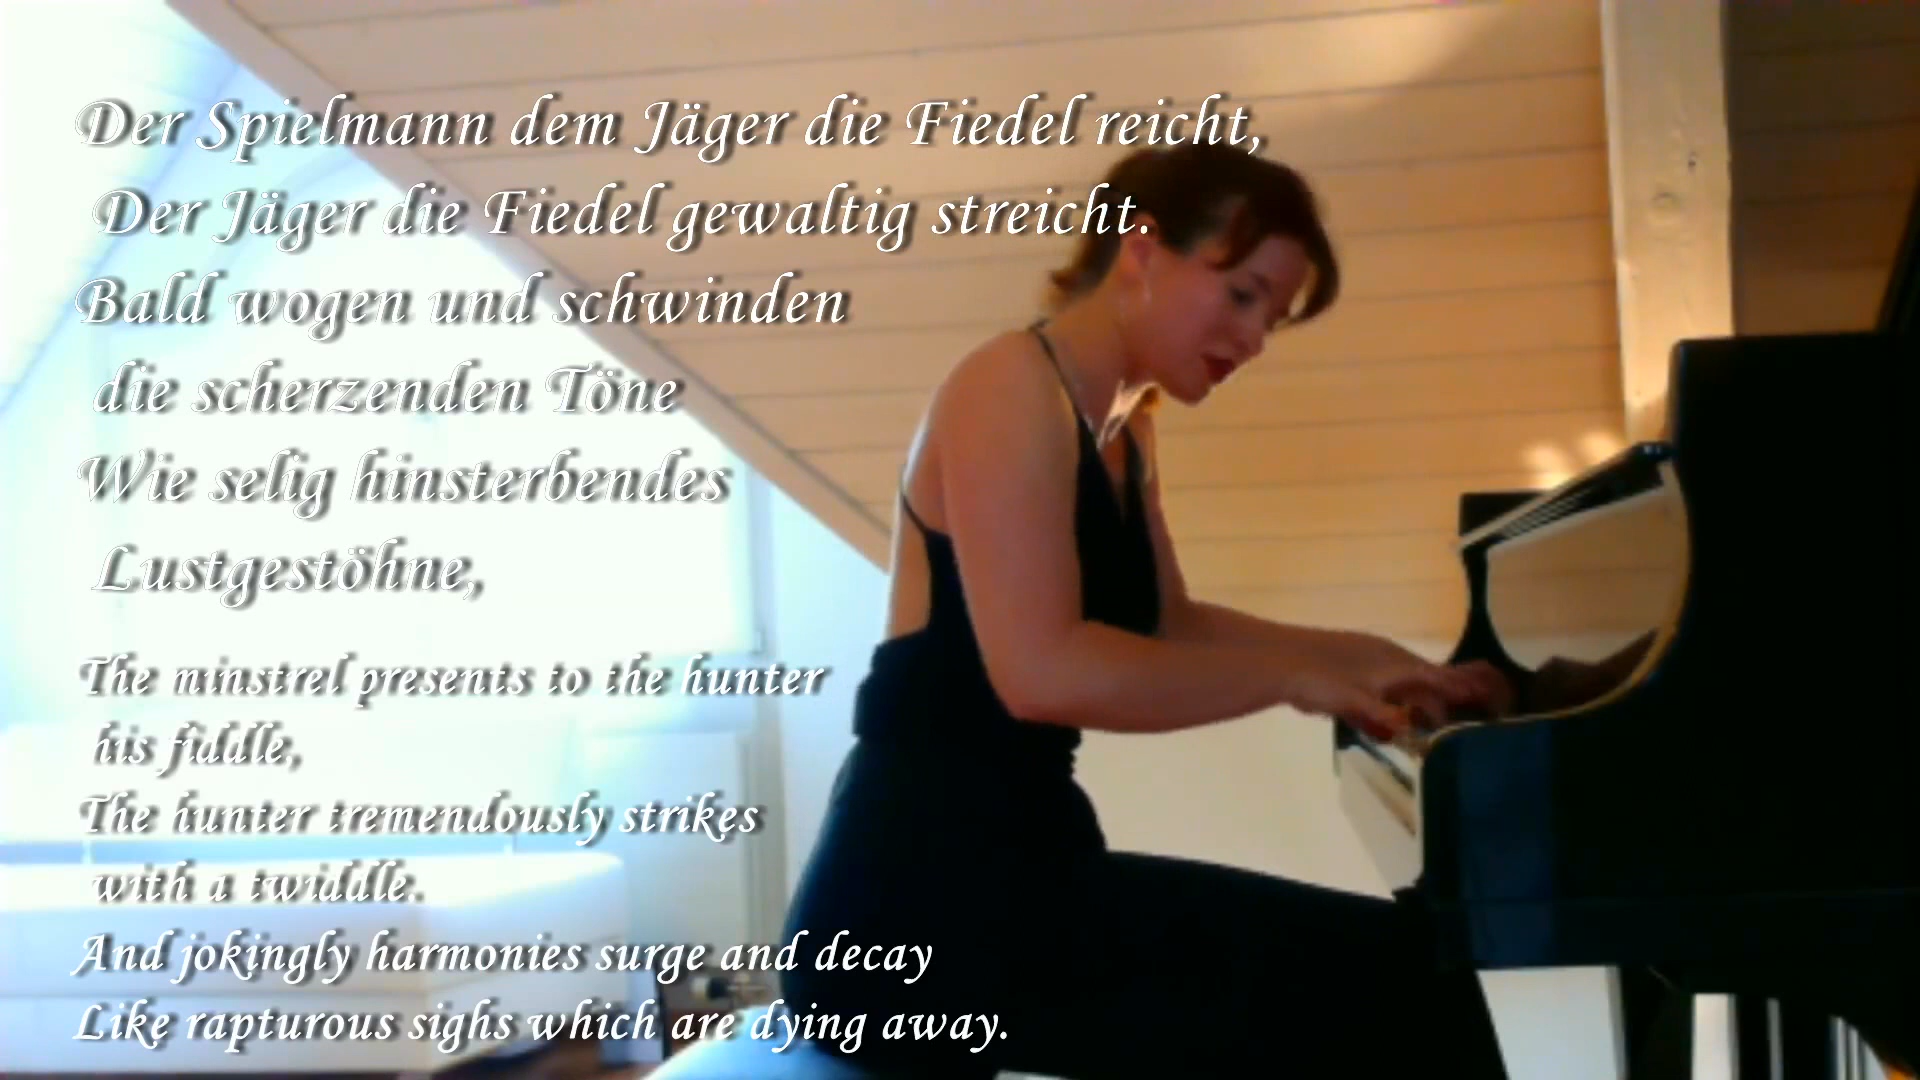 Der Spielmann dem Jäger die Fiedel reicht,
Der Jäger die Fiedel gewaltig streicht.
Bald wogen und schwinden
die scherzenden Töne
Wie selig hinsterbendes
Lustgestöhne,
The minstrel presents to the hunter
his fiddle,
The hunter tremendously strikes
with a twiddle.
And jokingly harmonies surge and decay
Like rapturous sighs which are dying away.